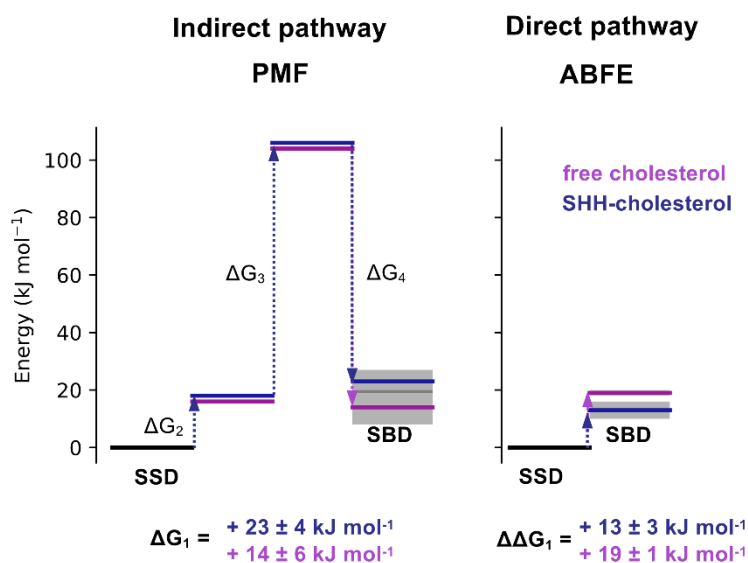 Indirect pathway
PMF
Direct pathway
ABFE
Energy (kJ mol⁻¹)
100
80
60
40
20
0
ΔG₂
ΔG₃
ΔG₄
SSD
SBD
free cholesterol
SHH-cholesterol
SSD
SBD
ΔG₁ = + 23 ± 4 kJ mol⁻¹
+ 14 ± 6 kJ mol⁻¹
ΔΔG₁ = + 13 ± 3 kJ mol⁻¹
+ 19 ± 1 kJ mol⁻¹